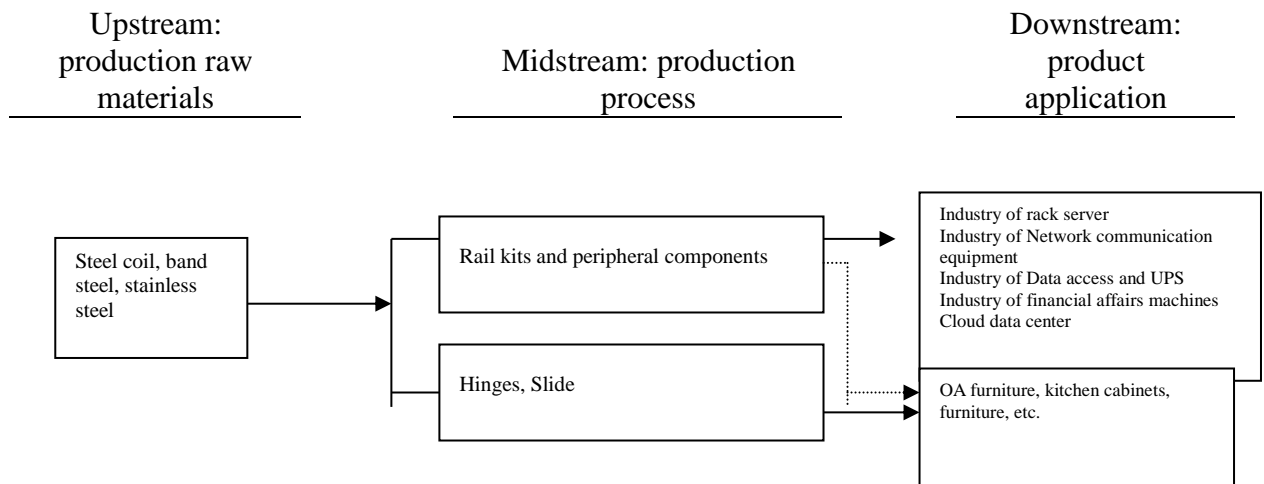 Upstream:
production raw
materials
Midstream: production
process
Downstream:
product
application
Steel coil, band
steel, stainless
steel
Rail kits and peripheral components
Hinges, Slide
Industry of rack server
Industry of Network communication
equipment
Industry of Data access and UPS
Industry of financial affairs machines
Cloud data center
OA furniture, kitchen cabinets,
furniture, etc.